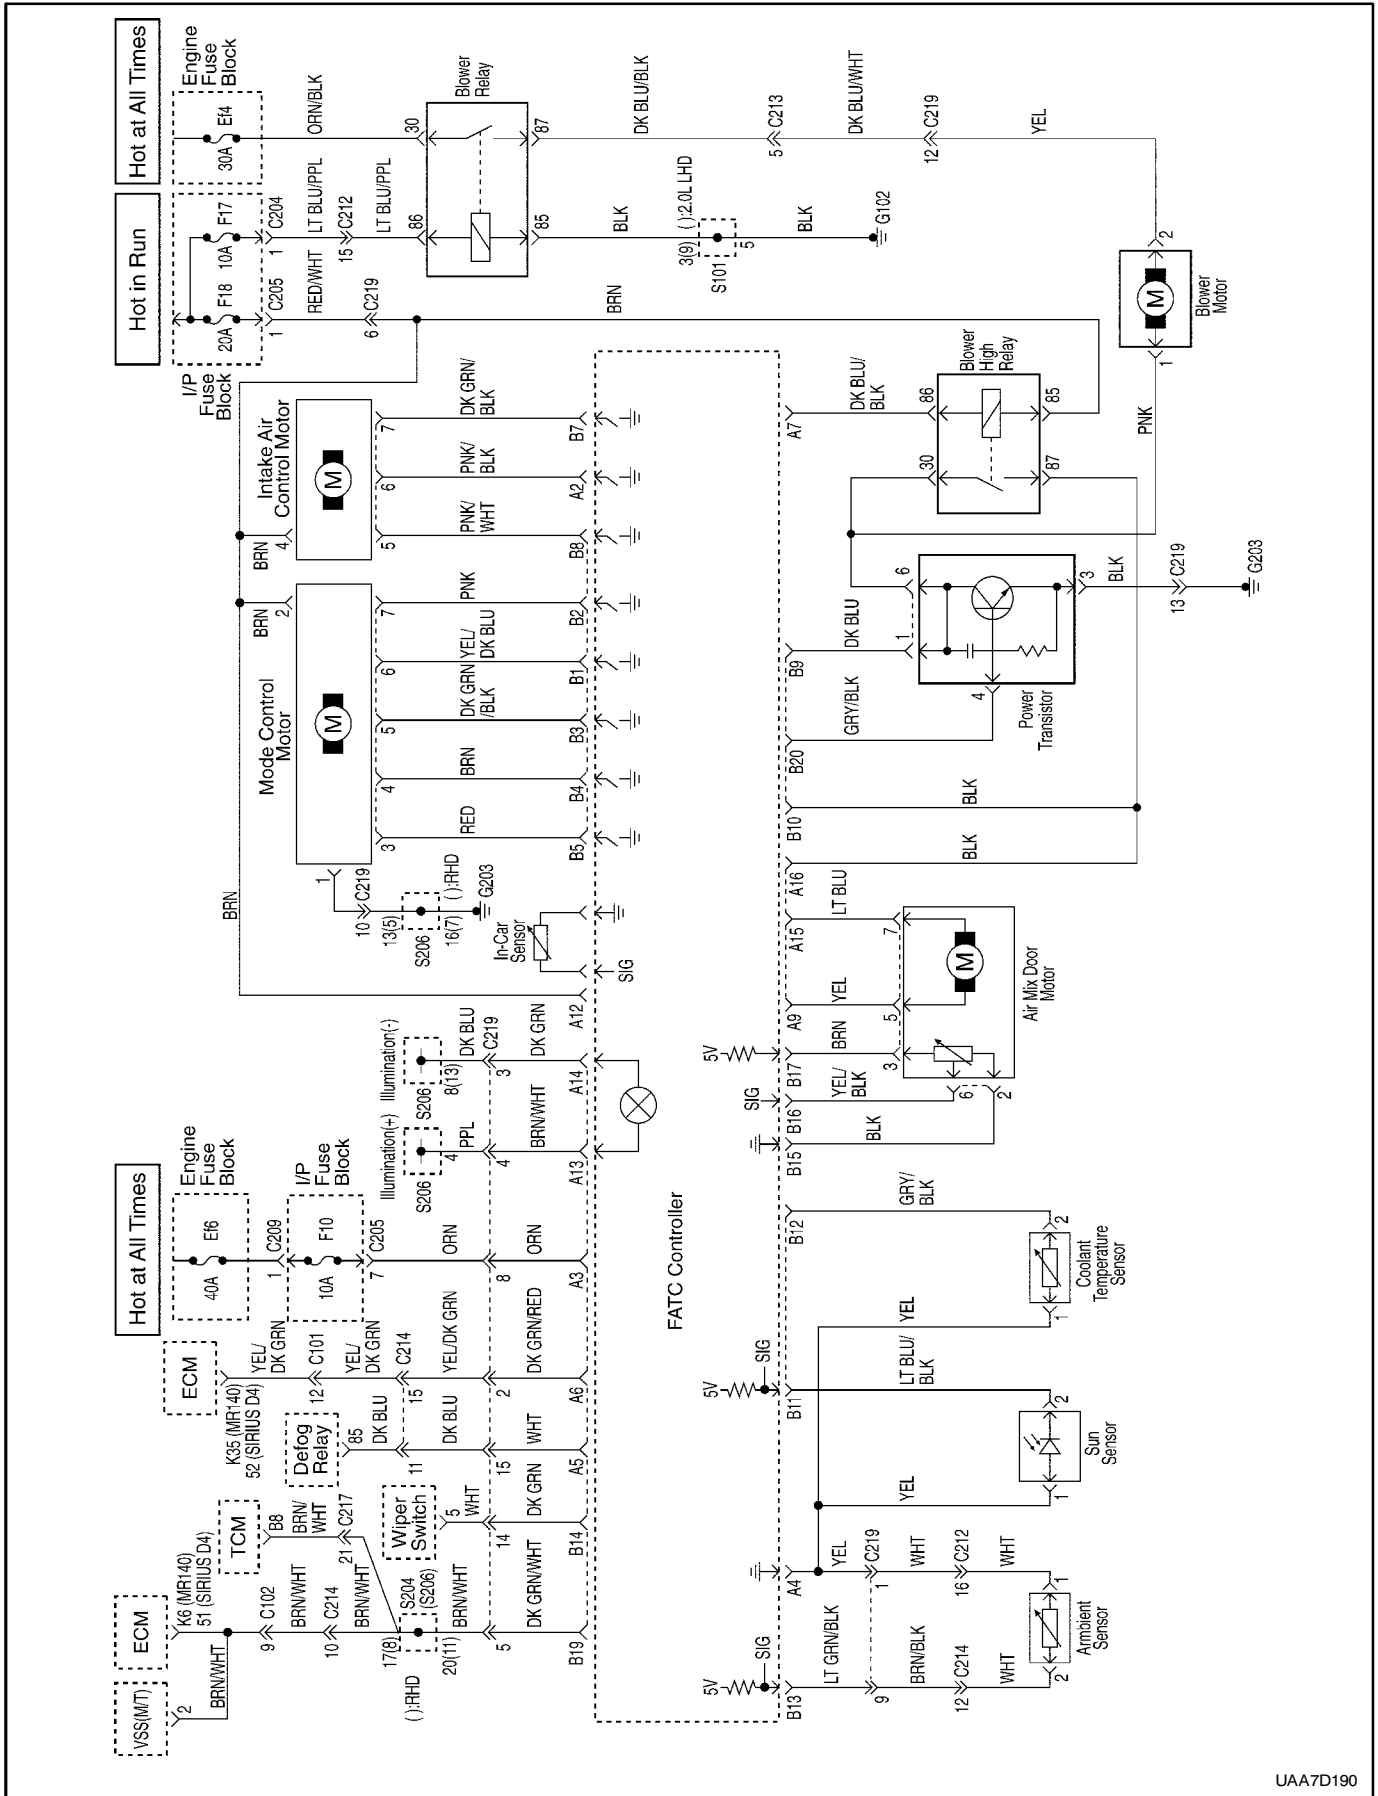 Hot at All Times
Engine
Fuse
Block
30A
Ef4
ORN/BLK
Hot in Run
I/P
Fuse
Block
20A
F18
10A
F17
1
C205
1
C204
RED/WHT
LT BLU/PPL
6
C219
15
C212
LT BLU/PPL
Blower
Relay
86
30
85
87
BLK
3(9)
( ):2.0L LHD
S101
5
BLK
G102
DK BLU/BLK
5
C213
DK BLU/WHT
12
C219
YEL
BRN
2
Blower
Motor
M
1
PNK
Intake Air
Control Motor
BRN
4
M
5
6
7
PNK/
WHT
PNK/
BLK
DK GRN/
BLK
B8
A2
B7
Mode Control
Motor
BRN
2
M
3
4
5
6
7
RED
BRN
DK GRN
/BLK
YEL/
DK BLU
PNK
B5
B4
B3
B1
B2
1
10
C219
13(5)
S206
16(7)
( ):RHD
G203
BRN
In-Car
Sensor
SIG
A12
Illumination(-)
S206
8(13)
DK BLU
C219
3
DK GRN
A14
Illumination(+)
S206
4
PPL
4
BRN/WHT
A13
Hot at All Times
Engine
Fuse
Block
40A
Ef6
1
C209
I/P
Fuse
Block
10A
F10
7
C205
ORN
8
ORN
A3
ECM
K35 (MR140)
52 (SIRIUS D4)
YEL/
DK GRN
12
C101
YEL/
DK GRN
15
C214
YEL/DK GRN
2
DK GRN/RED
A6
Defog
Relay
85
DK BLU
11
DK BLU
15
WHT
A5
Wiper
Switch
5
WHT
14
DK GRN
B14
TCM
B8
BRN/
WHT
21
C217
ECM
K6 (MR140)
51 (SIRIUS D4)
VSS(M/T)
2
BRN/WHT
9
C102
BRN/WHT
10
C214
BRN/WHT
17(8)
S204
(S206)
20(11)
( ):RHD
BRN/WHT
5
DK GRN/WHT
B19
FATC Controller
A7
DK BLU/
BLK
Blower
High
Relay
86
30
85
87
B9
DK BLU
1
6
B20
GRY/BLK
4
Power
Transistor
3
BLK
13
C219
G203
B10
BLK
A16
BLK
A15
LT BLU
7
A9
YEL
5
5V
B17
BRN
3
M
Air Mix Door
Motor
SIG
B16
YEL/
BLK
6
B15
BLK
2
B12
GRY/
BLK
2
Coolant
Temperature
Sensor
1
YEL
5V
SIG
B11
LT BLU/
BLK
2
Sun
Sensor
1
YEL
A4
YEL
C219
1
WHT
16
C212
WHT
1
Armbient
Sensor
2
5V
SIG
B13
LT GRN/BLK
9
BRN/BLK
12
C214
WHT
UAA7D190